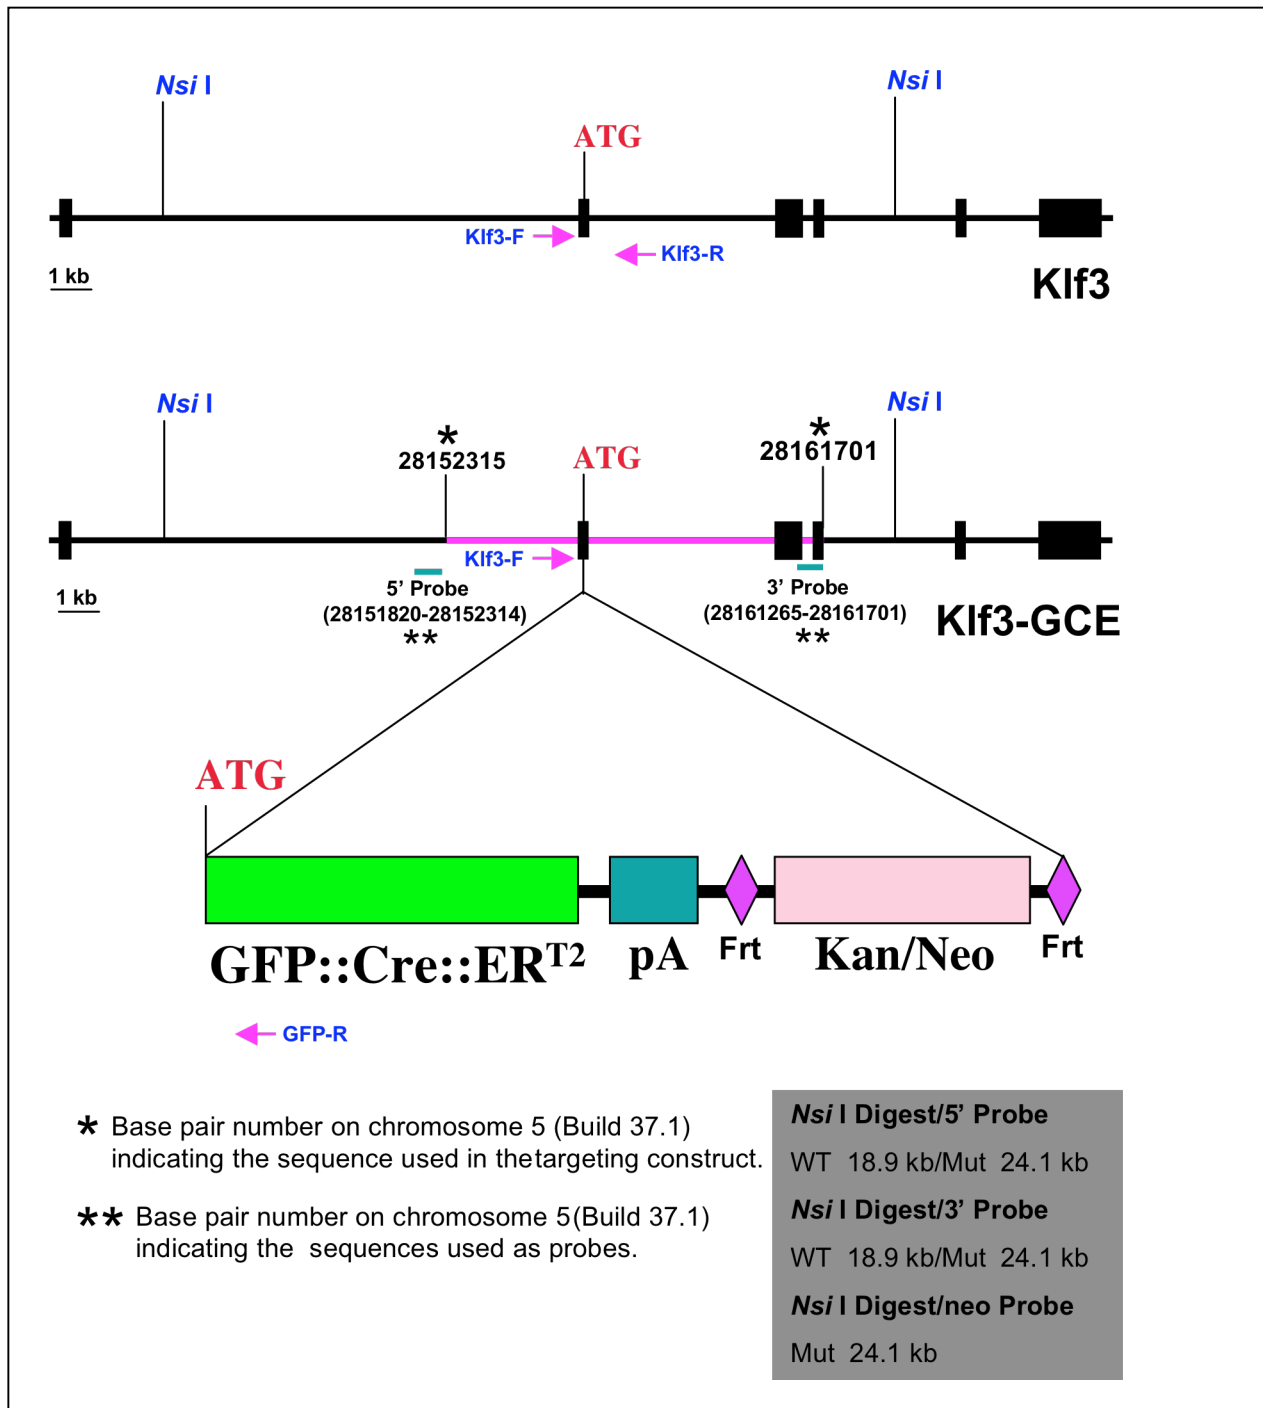 Nsi I
Nsi I
ATG
Klf3-F
Klf3-R
1 kb
Klf3
Nsi I
Nsi I
*
28152315
ATG
*
28161701
Klf3-F
1 kb
5’ Probe
(28151820-28152314)
**
3’ Probe
(28161265-28161701)
**
Klf3-GCE
ATG
GFP::Cre::ERT2
pA
Frt
Kan/Neo
Frt
GFP-R
* Base pair number on chromosome 5 (Build 37.1)
indicating the sequence used in thetargeting construct.
** Base pair number on chromosome 5(Build 37.1)
indicating the sequences used as probes.
Nsi I Digest/5’ Probe
WT 18.9 kb/Mut 24.1 kb
Nsi I Digest/3’ Probe
WT 18.9 kb/Mut 24.1 kb
Nsi I Digest/neo Probe
Mut 24.1 kb